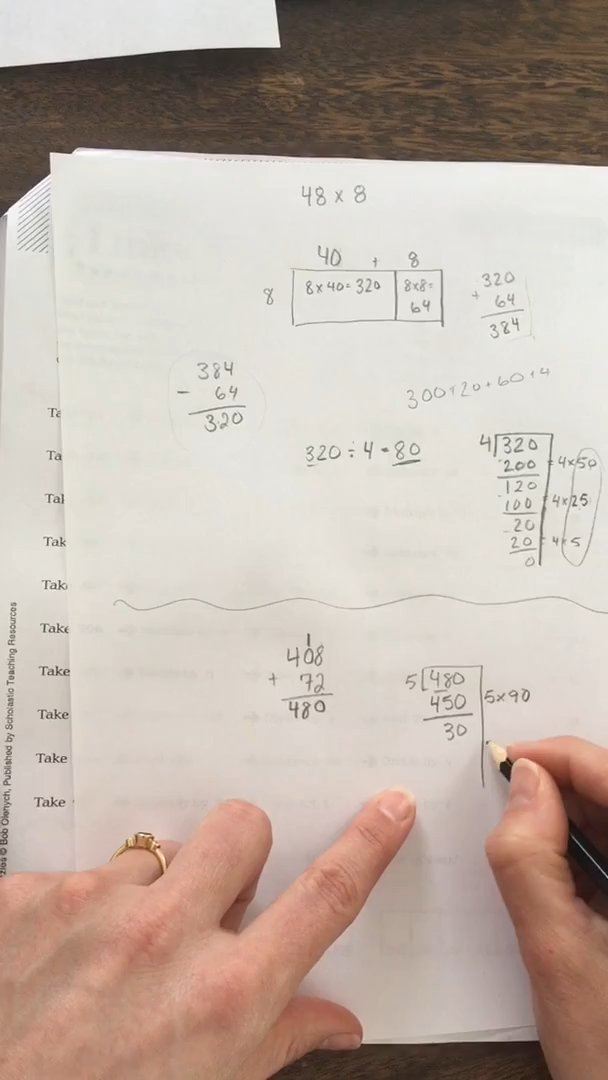 48 x 8
40 + 8
8
8 x 40 = 320
8x8=
64
320
+ 64
384
384
- 64
320
300+20+60+4
320 ÷ 4 = 80
4 320
200 = 4x50
120
100 = 4x25
20
20 = 4x5
0
Ta
Ta
Tal
Tak
Take
Take
Take
Take
Take
Take
1
408
+ 72
480
5 480
450 5x90
30
zles © Bob Olenych, Published by Scholastic Teaching Resources